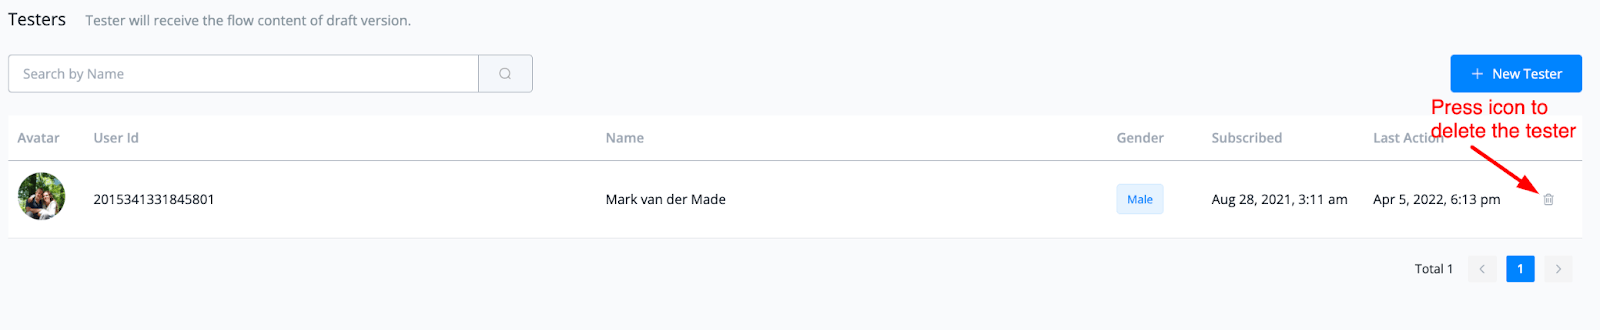 Testers Tester will receive the flow content of draft version.
Search by Name
+ New Tester
Press icon to
delete the tester
Avatar User Id Name Gender Subscribed Last Action
2015341331845801 Mark van der Made Male Aug 28, 2021, 3:11 am Apr 5, 2022, 6:13 pm
Total 1 < 1 >